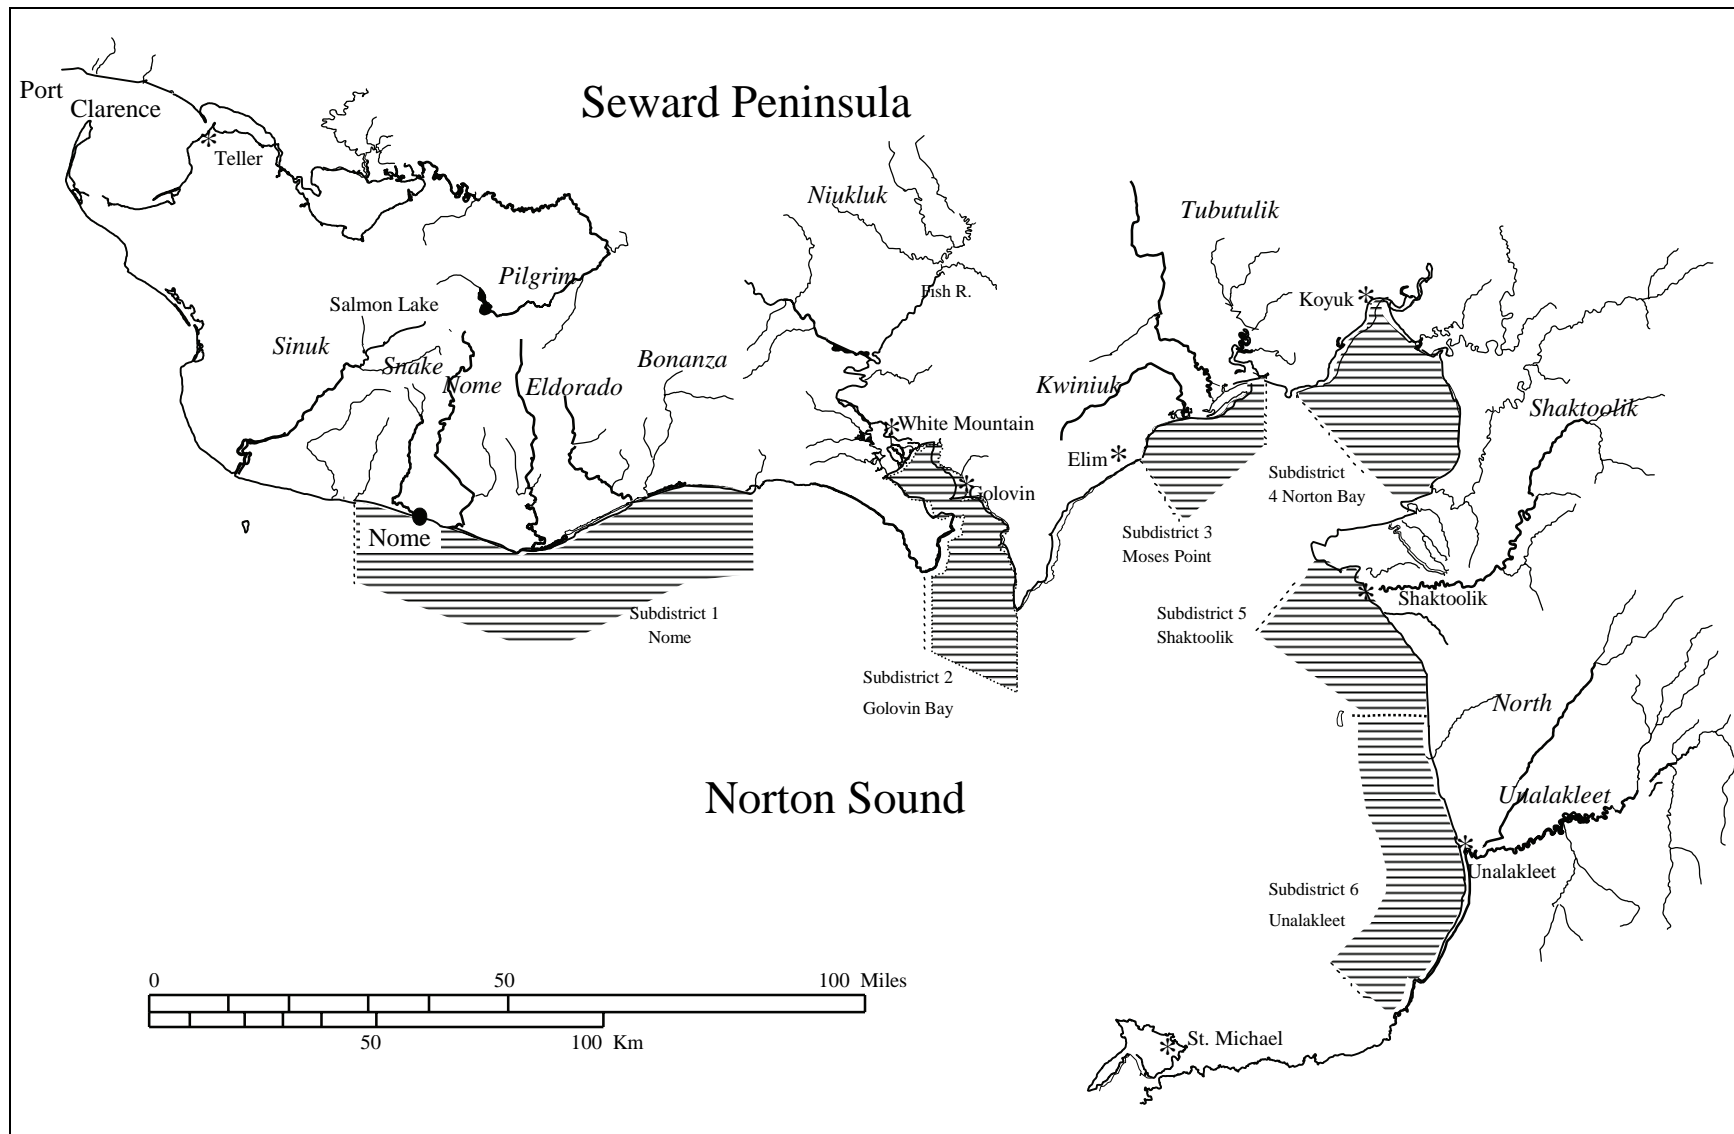 Seward Peninsula
Port
Clarence
Teller
Niukluk
Tubutulik
Pilgrim
Fish R.
Salmon Lake
Koyuk
Sinuk
Snake
Nome
Eldorado
Bonanza
Kwiniuk
Shaktoolik
White Mountain
Elim
Golovin
Subdistrict
4 Norton Bay
Nome
Subdistrict 3
Moses Point
Shaktoolik
Subdistrict 1
Nome
Subdistrict 5
Shaktoolik
Subdistrict 2
Golovin Bay
North
Norton Sound
Unalakleet
Unalakleet
Subdistrict 6
Unalakleet
0 50 100 Miles
50 100 Km
St. Michael